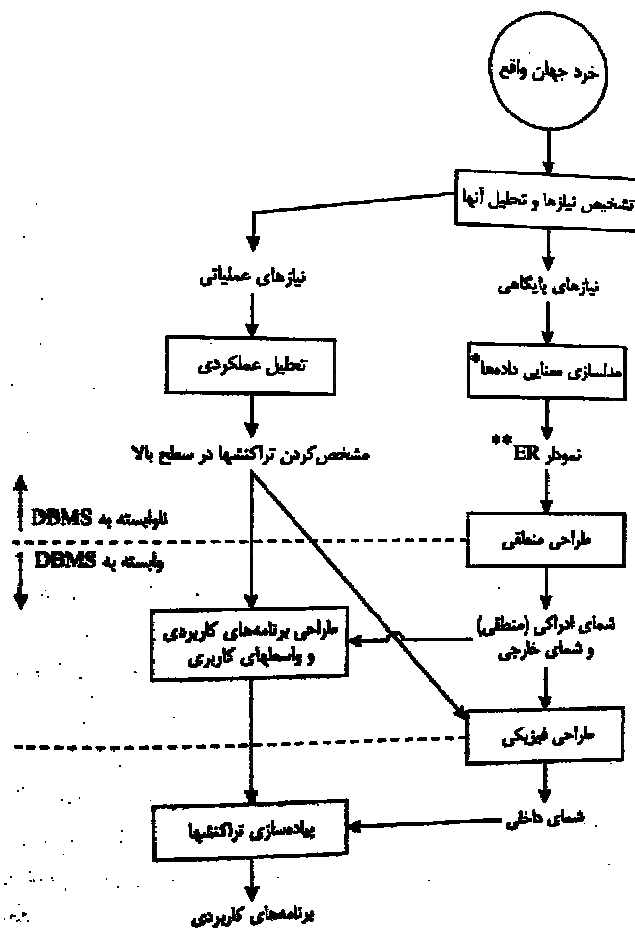 خرد جهان واقع
تشخیص نیازها و تحلیل آنها
نیازهای عملیاتی
نیازهای پایگاهی
تحلیل عملکردی
مدلسازی معنایی داده‌ها*
مشخص‌کردن تراکنشها در سطح بالا
نمودار ER**
ناوابسته به DBMS
وابسته به DBMS
طراحی منطقی
شمای ادراکی (منطقی)
و شمای خارجی
طراحی برنامه‌های کاربردی
و واسطهای کاربری
طراحی فیزیکی
شمای داخلی
پیاده‌سازی تراکنشها
برنامه‌های کاربردی